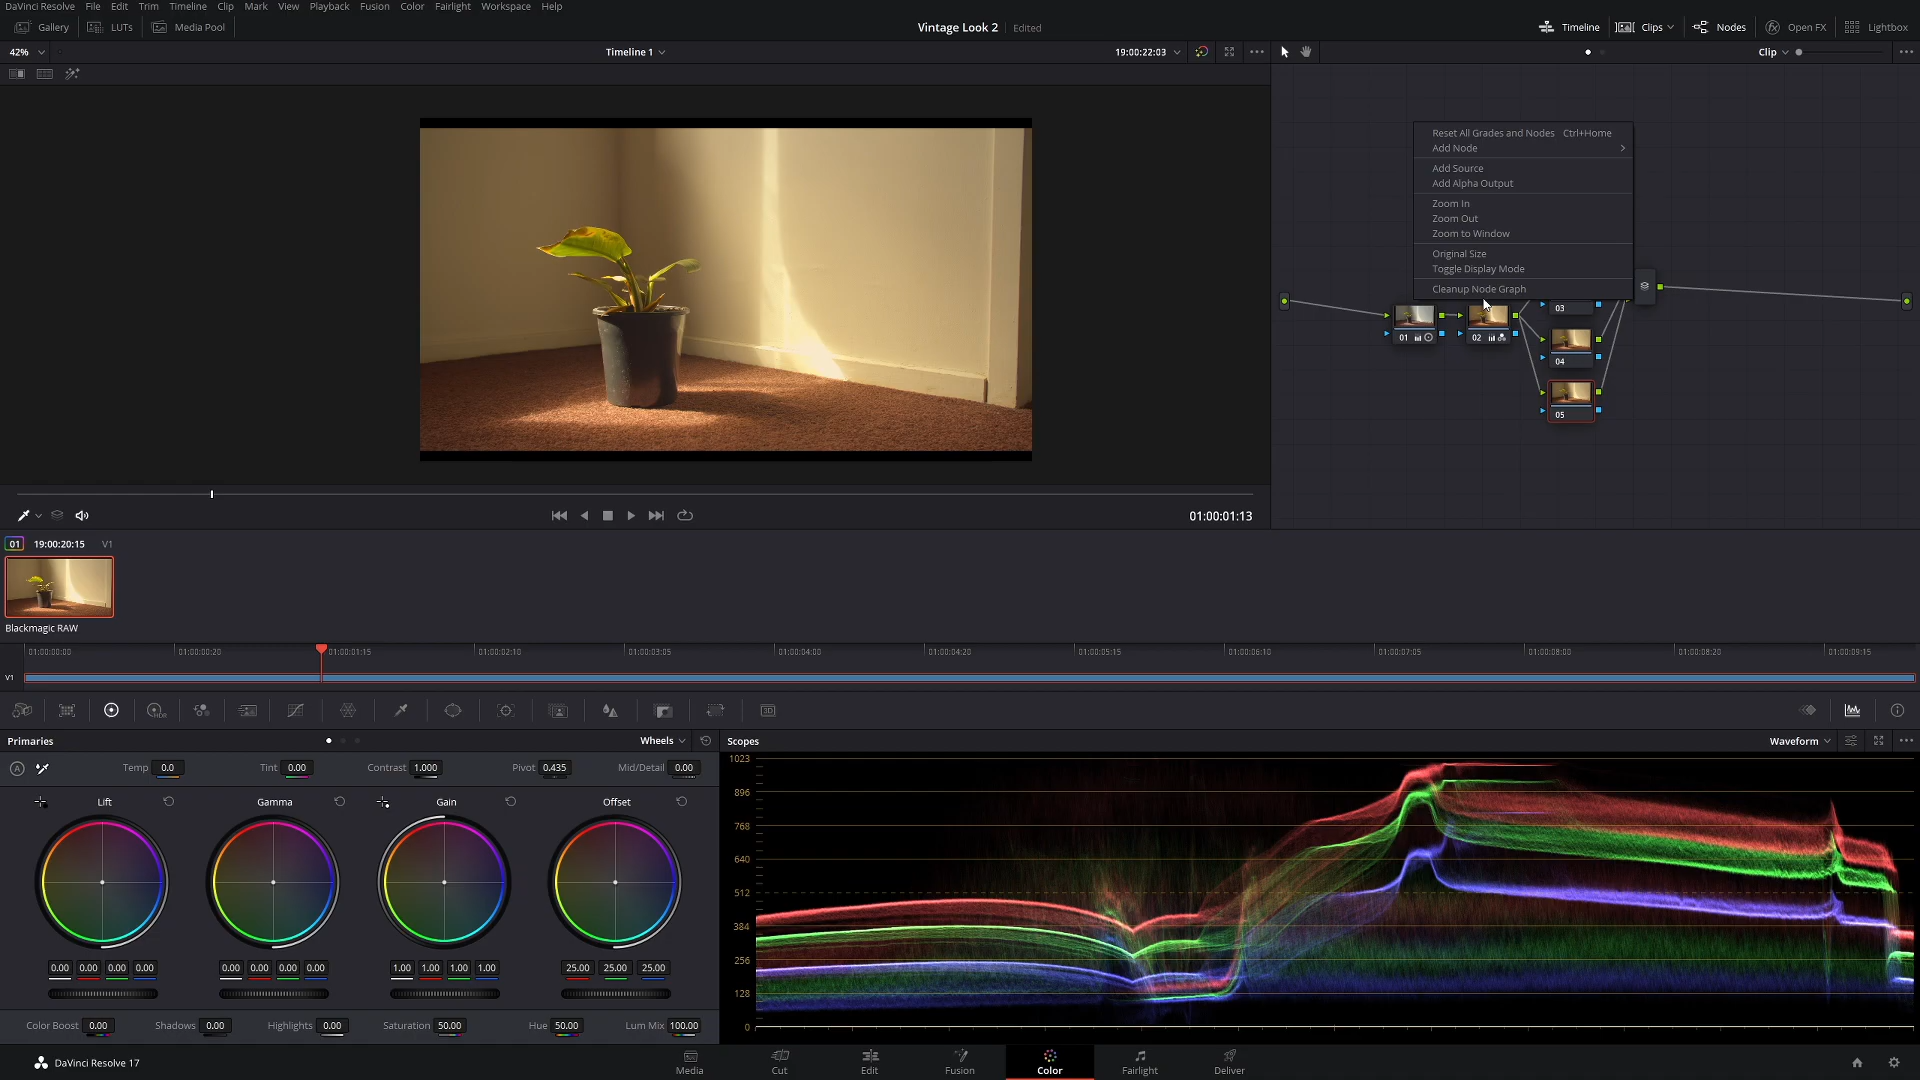 DaVinci Resolve File Edit Trim Timeline Clip Mark View Playback Fusion Color Fairlight Workspace Help
Gallery LUTs Media Pool Vintage Look 2 Edited Timeline Clips Nodes Open FX Lightbox
42% Timeline 1 19:00:22:03 Clip
Reset All Grades and Nodes Ctrl+Home
Add Node
Add Source
Add Alpha Output
Zoom In
Zoom Out
Zoom to Window
Original Size
Toggle Display Mode
Cleanup Node Graph
03
01 02
04
05
01:00:01:13
01 19:00:20:15 V1
Blackmagic RAW
01:00:00:00 01:00:00:20 01:00:01:15 01:00:02:10 01:00:03:05 01:00:04:00 01:00:04:20 01:00:05:15 01:00:06:10 01:00:07:05 01:00:08:00 01:00:08:20 01:00:09:15
V1
HDR 3D
Primaries Wheels Scopes Waveform
A Temp 0.0 Tint 0.00 Contrast 1.000 Pivot 0.435 Mid/Detail 0.00
Lift Gamma Gain Offset
0.00 0.00 0.00 0.00 0.00 0.00 0.00 0.00 1.00 1.00 1.00 1.00 25.00 25.00 25.00
Color Boost 0.00 Shadows 0.00 Highlights 0.00 Saturation 50.00 Hue 50.00 Lum Mix 100.00
1023
896
768
640
512
384
256
128
0
DaVinci Resolve 17 Media Cut Edit Fusion Color Fairlight Deliver